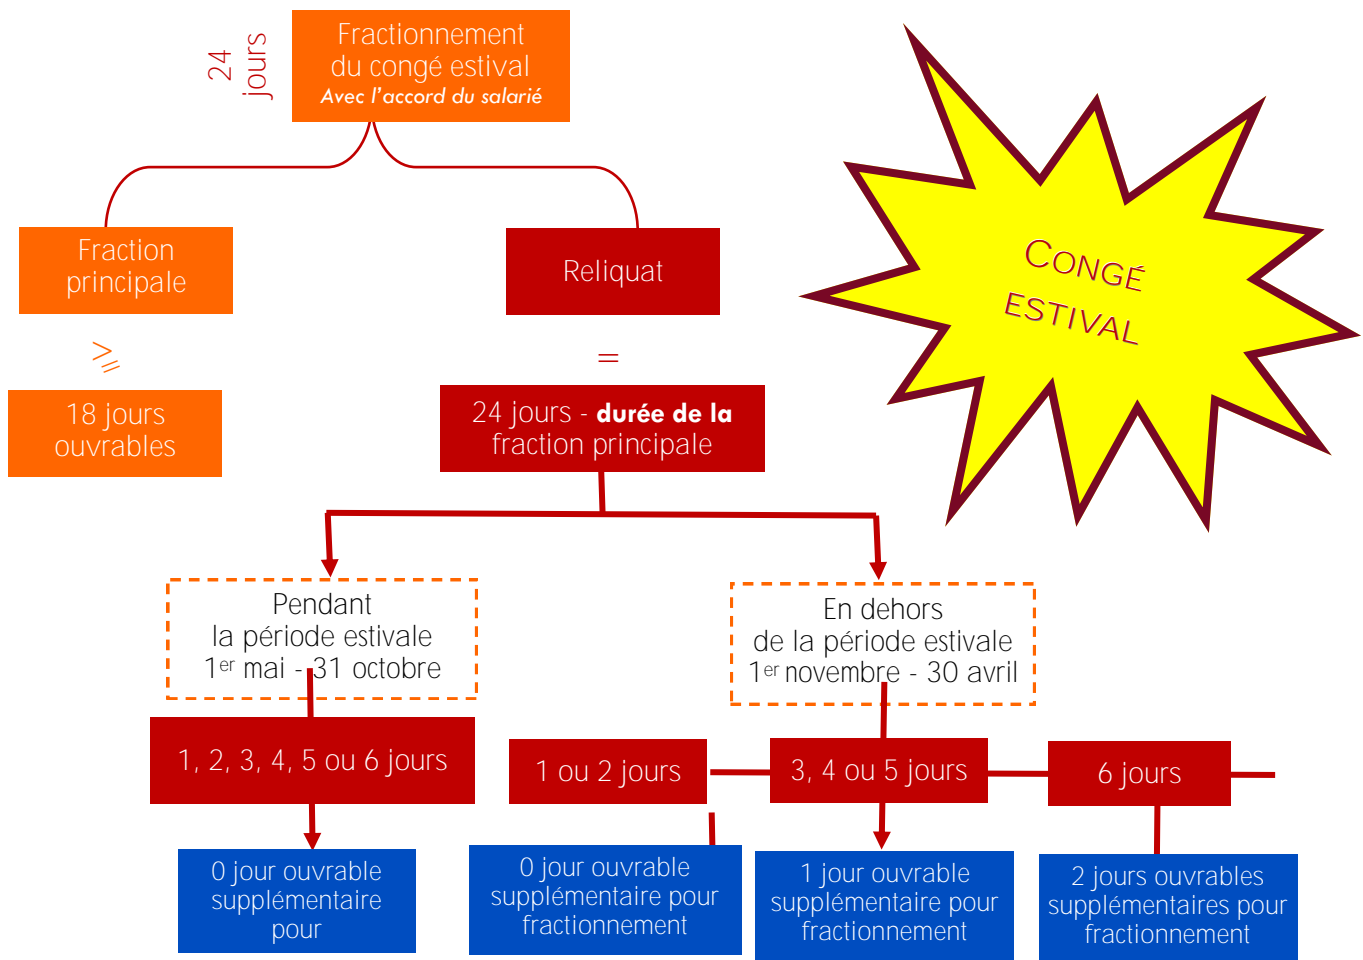 24
jours
Fractionnement
du congé estival
Avec l'accord du salarié
CONGÉ
ESTIVAL
Fraction
principale
Reliquat
≥
=
18 jours
ouvrables
24 jours - durée de la
fraction principale
Pendant
la période estivale
1er mai - 31 octobre
En dehors
de la période estivale
1er novembre - 30 avril
1, 2, 3, 4, 5 ou 6 jours
1 ou 2 jours
3, 4 ou 5 jours
6 jours
0 jour ouvrable
supplémentaire
pour
0 jour ouvrable
supplémentaire pour
fractionnement
1 jour ouvrable
supplémentaire pour
fractionnement
2 jours ouvrables
supplémentaires pour
fractionnement